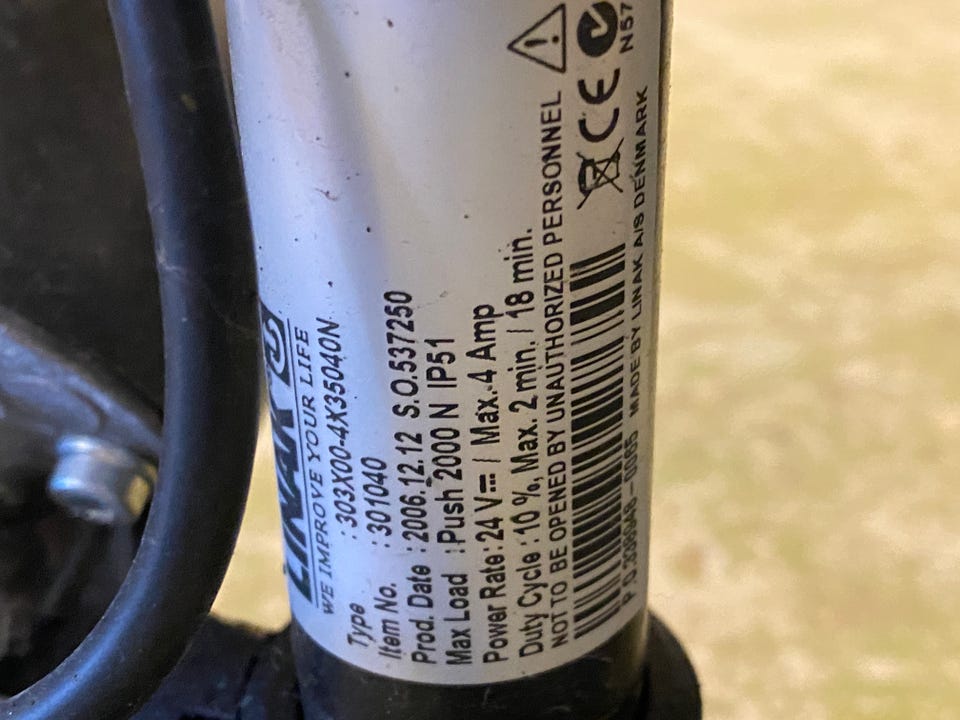 LINAK
WE IMPROVE YOUR LIFE
Type : 303X00-4X35040N
Item No. : 301040
Prod. Date : 2006.12.12 S.O.537250
Max Load : Push 2000 N IP51
Power Rate : 24 V⎓ / Max. 4 Amp
Duty Cycle : 10 %, Max. 2 min. / 18 min.
NOT TO BE OPENED BY UNAUTHORIZED PERSONNEL
CE
N57
MADE BY LINAK A/S DENMARK